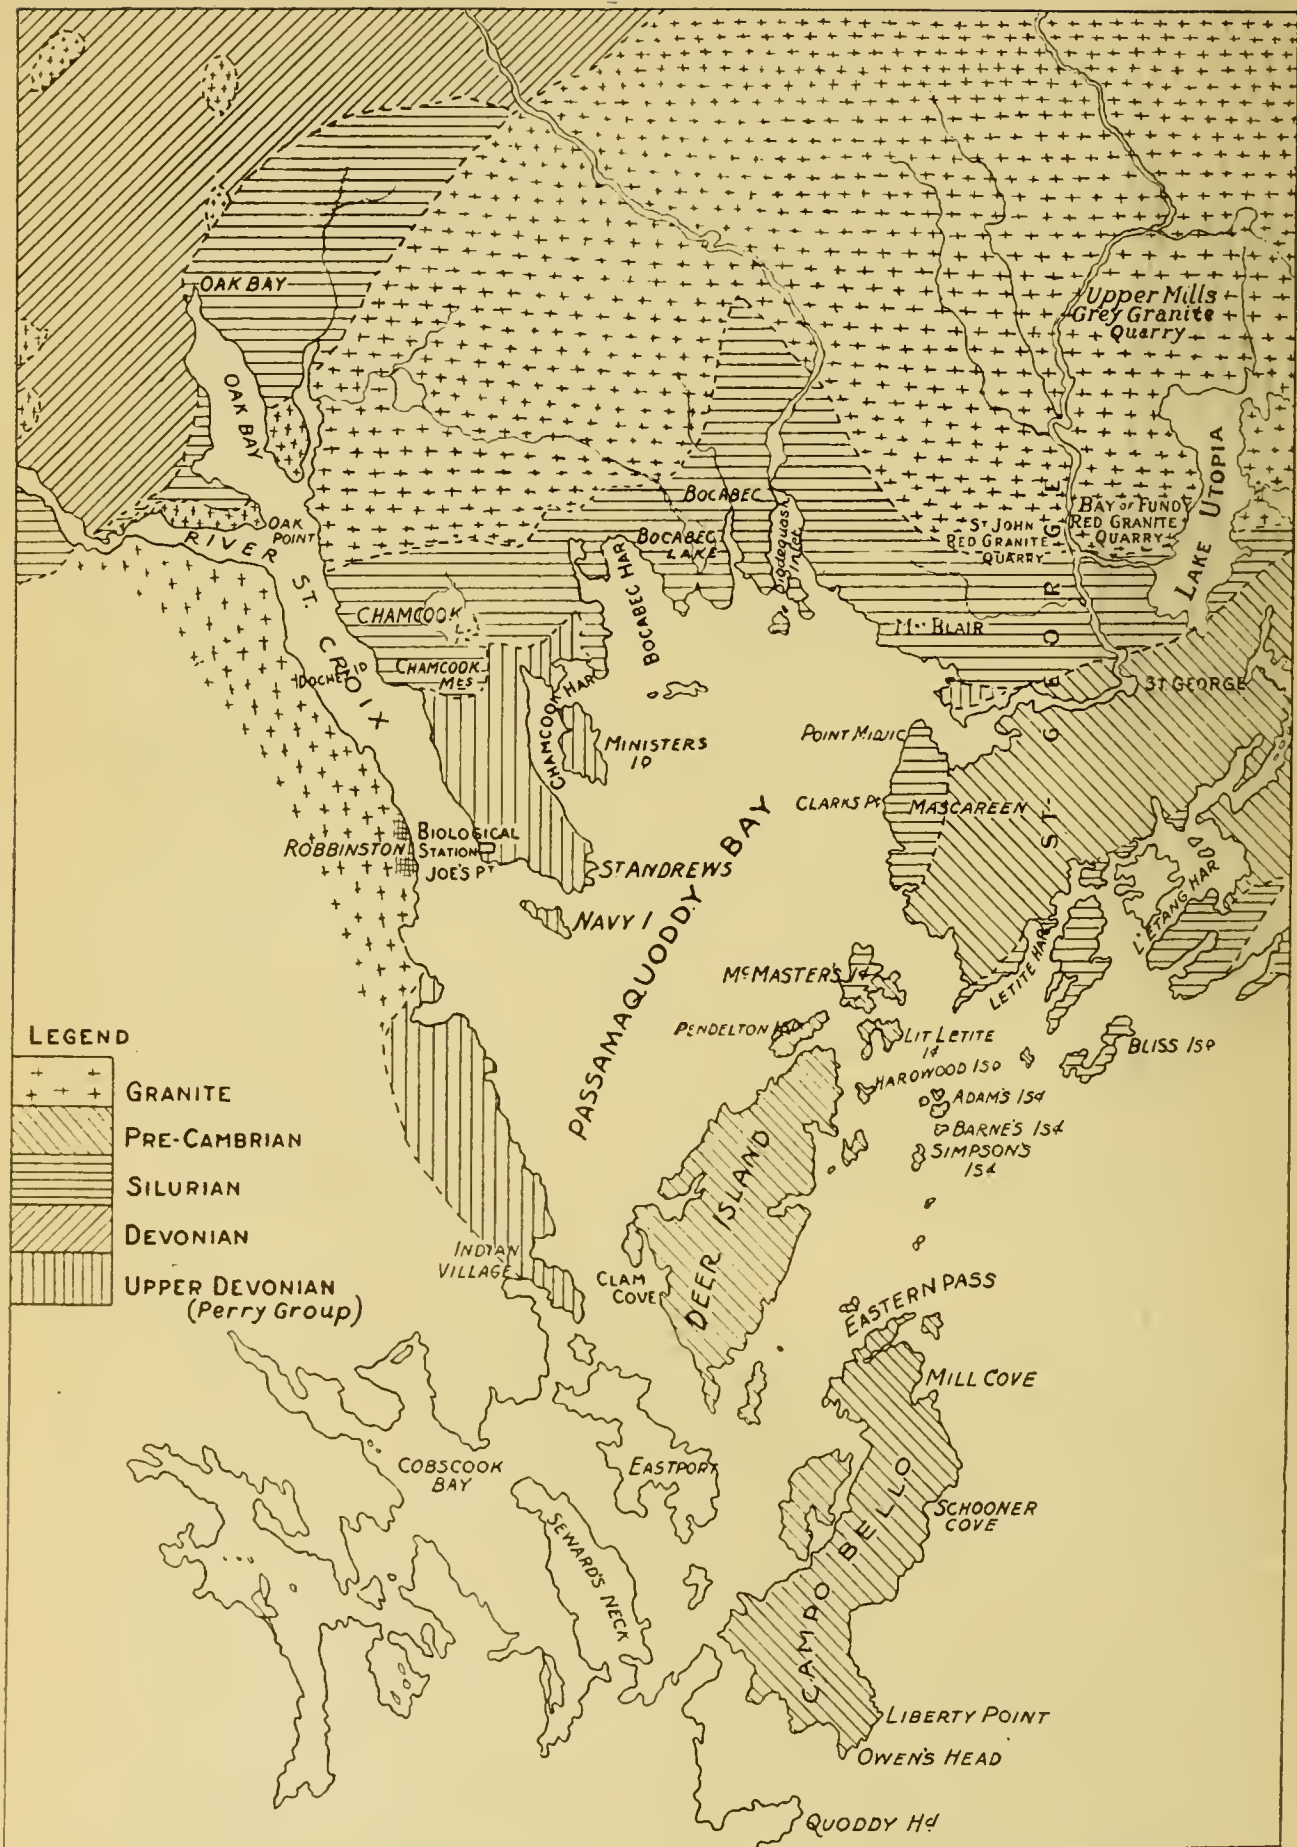 OAK BAY
Upper Mills
Grey Granite
Quarry
OAK BAY
LAKE UTOPIA
BOCABEC
BAY OF FUNDY
RED GRANITE
QUARRY
ST JOHN
RED GRANITE
QUARRY
OAK
POINT
RIVER ST. CROIX
BOCABEC
LAKE
Digdeguash
Inlet
BOCABEC HAR
CHAMCOOK
L.
MT BLAIR
CHAMCOOK
MTS
DOCHET ID
CHAMCOOK HAR
ST GEORGE
ST. GEORGE
MINISTERS
ID
POINT MIDJIC
CLARKS PT
MASCAREEN
PASSAMAQUODDY BAY
ROBBINSTON
BIOLOGICAL
STATION
JOE'S PT
ST ANDREWS
NAVY I
L'ETANG HAR
LETITE HAR
McMASTER'S Id
PENDELTON ISD
LIT LETITE
Id
BLISS ISD
HARDWOOD ISD
ADAM'S ISd
BARNE'S ISd
SIMPSON'S
ISd
LEGEND
GRANITE
PRE-CAMBRIAN
SILURIAN
DEVONIAN
UPPER DEVONIAN
(Perry Group)
DEER ISLAND
INDIAN
VILLAGE
CLAM
COVE
EASTERN PASS
MILL COVE
COBSCOOK
BAY
EASTPORT
SEWARD'S NECK
CAMPO BELLO
SCHOONER
COVE
LIBERTY POINT
OWEN'S HEAD
QUODDY Hd